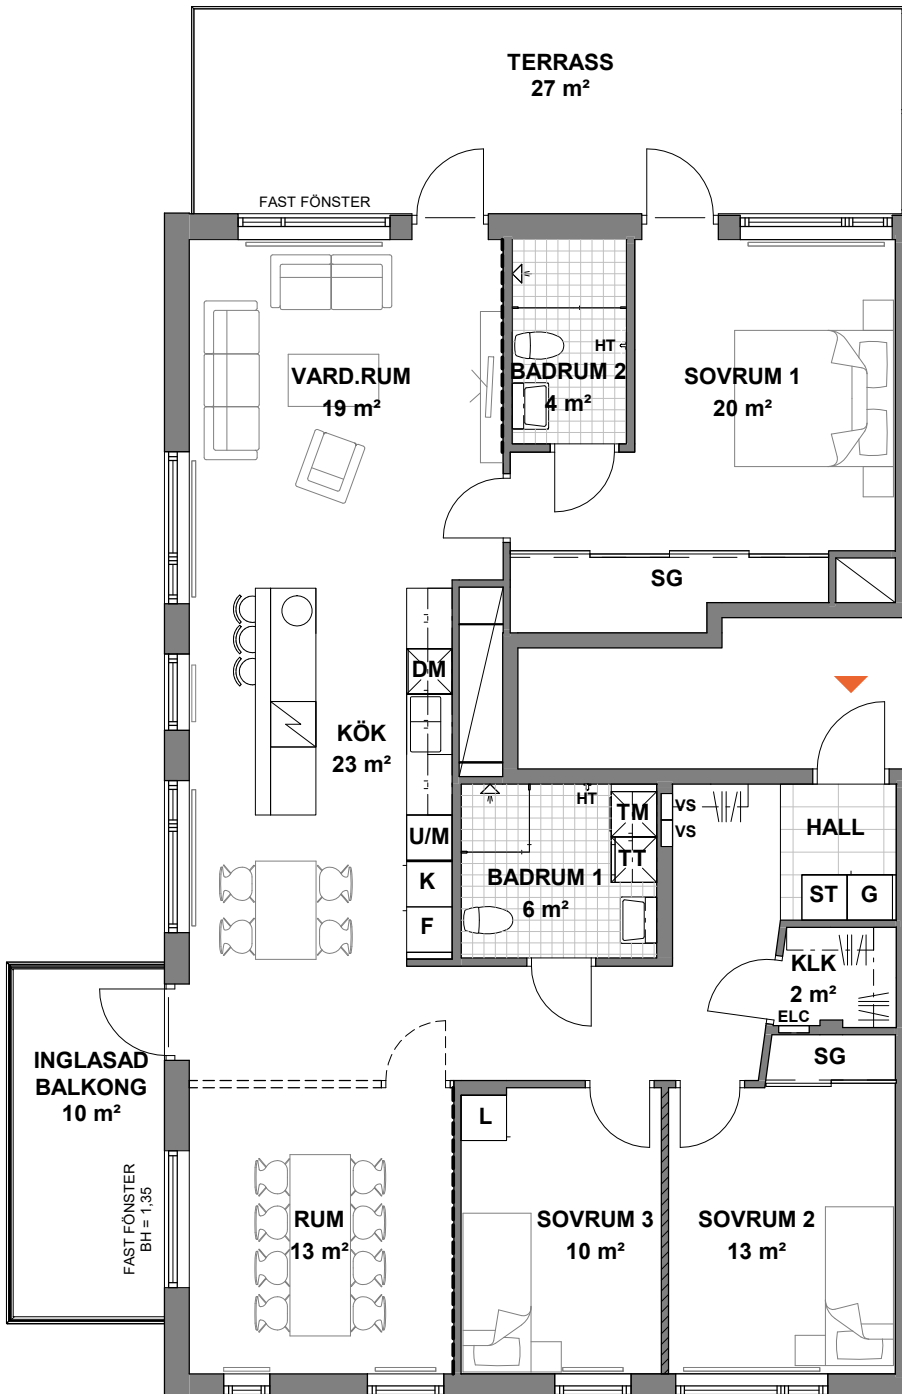 TERRASS
27 m²
FAST FÖNSTER
VARD.RUM
19 m²
HT
BADRUM 2
4 m²
SOVRUM 1
20 m²
SG
DM
KÖK
23 m²
U/M
K
F
HT
TM
TT
BADRUM 1
6 m²
VS
VS
HALL
ST
G
KLK
2 m²
ELC
SG
INGLASAD
BALKONG
10 m²
FAST FÖNSTER
BH = 1,35
RUM
13 m²
L
SOVRUM 3
10 m²
SOVRUM 2
13 m²